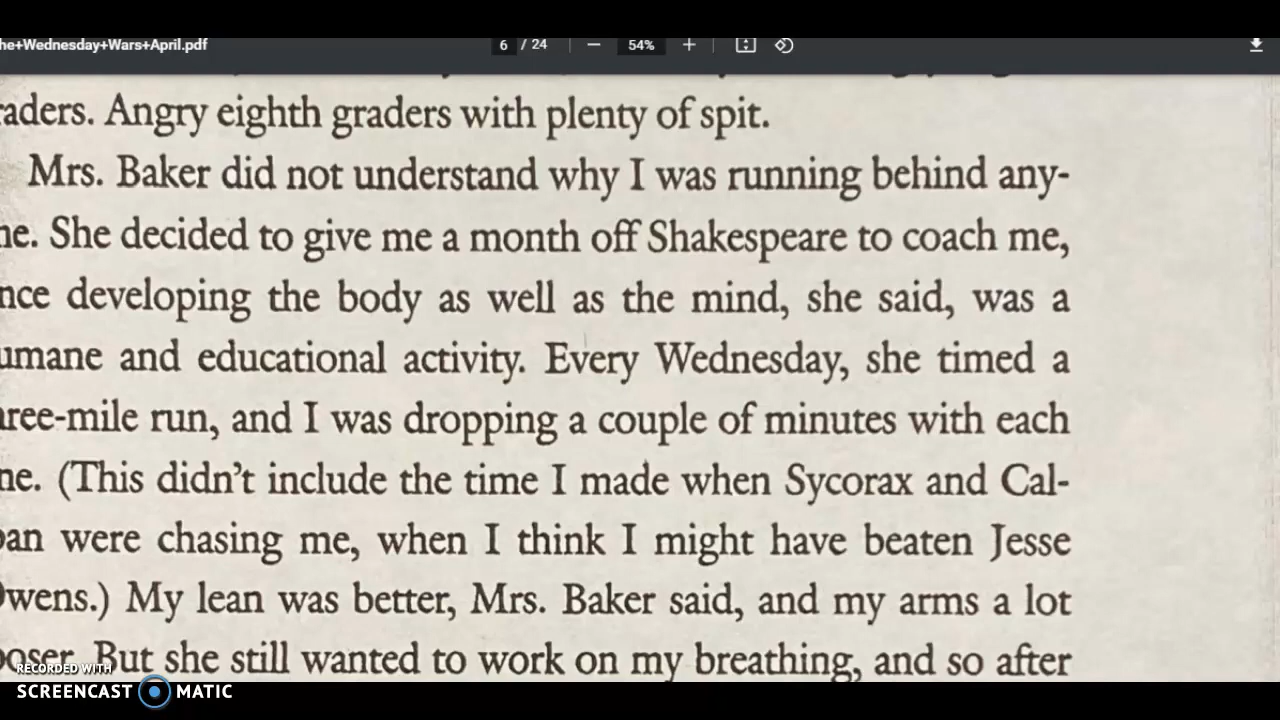 he+Wednesday+Wars+April.pdf
6 / 24
54%
raders. Angry eighth graders with plenty of spit.
Mrs. Baker did not understand why I was running behind any-
ne. She decided to give me a month off Shakespeare to coach me,
nce developing the body as well as the mind, she said, was a
umane and educational activity. Every Wednesday, she timed a
ree-mile run, and I was dropping a couple of minutes with each
ne. (This didn't include the time I made when Sycorax and Cal-
ban were chasing me, when I think I might have beaten Jesse
Owens.) My lean was better, Mrs. Baker said, and my arms a lot
oser. But she still wanted to work on my breathing, and so after
RECORDED WITH
SCREENCAST MATIC